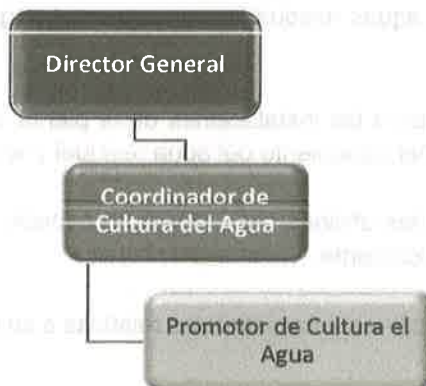 Director General
Coordinador de
Cultura del Agua
Promotor de Cultura el
Agua